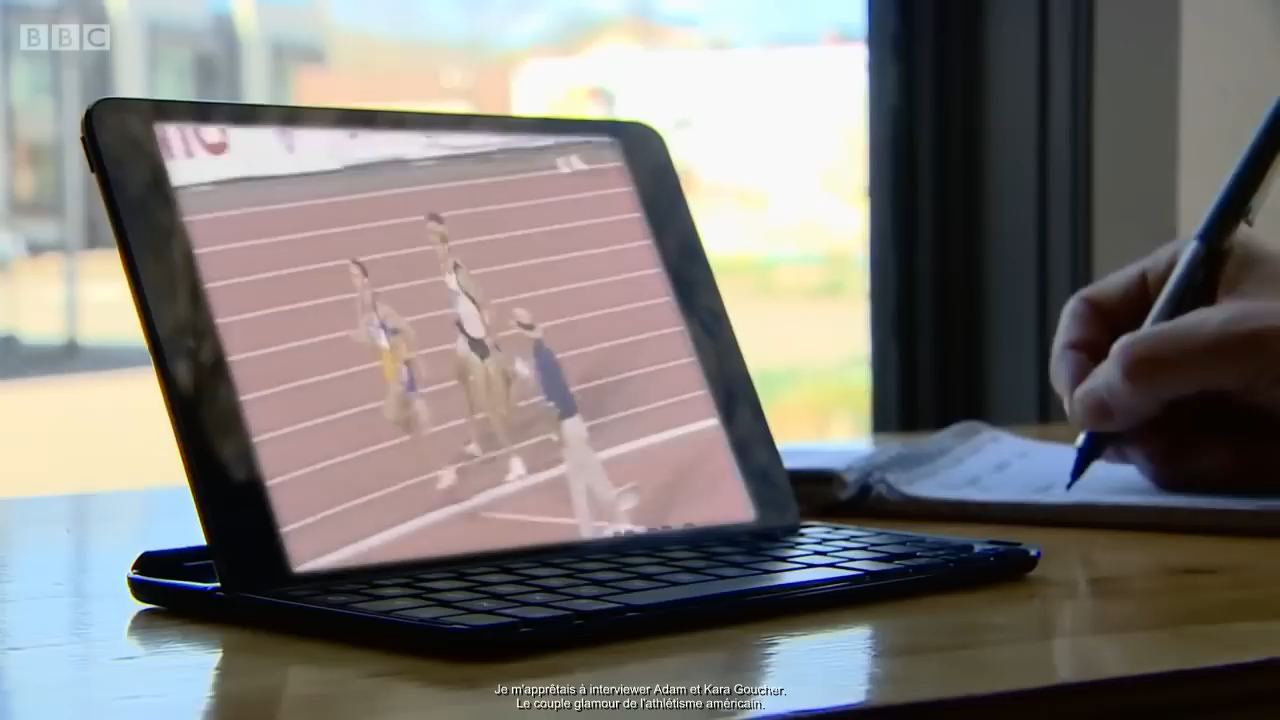 BBC
Je m'apprêtais à interviewer Adam et Kara Goucher.
Le couple glamour de l'athlétisme américain.